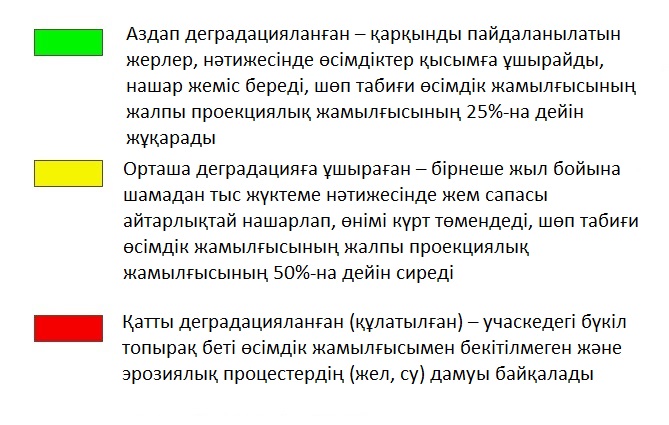 Аздап деградацияланған – қарқынды пайдаланылатын
жерлер, нәтижесінде өсімдіктер қысымға ұшырайды,
нашар жеміс береді, шөп табиғи өсімдік жамылғысының
жалпы проекциялық жамылғысының 25%-на дейін
жұқарады
Орташа деградацияға ұшыраған – бірнеше жыл бойына
шамадан тыс жүктеме нәтижесінде жем сапасы
айтарлықтай нашарлап, өнімі күрт төмендеді, шөп табиғи
өсімдік жамылғысының жалпы проекциялық
жамылғысының 50%-на дейін сиреді
Қатты деградацияланған (құлатылған) – учаскедегі бүкіл
топырақ беті өсімдік жамылғысымен бекітілмеген және
эрозиялық процестердің (жел, су) дамуы байқалады